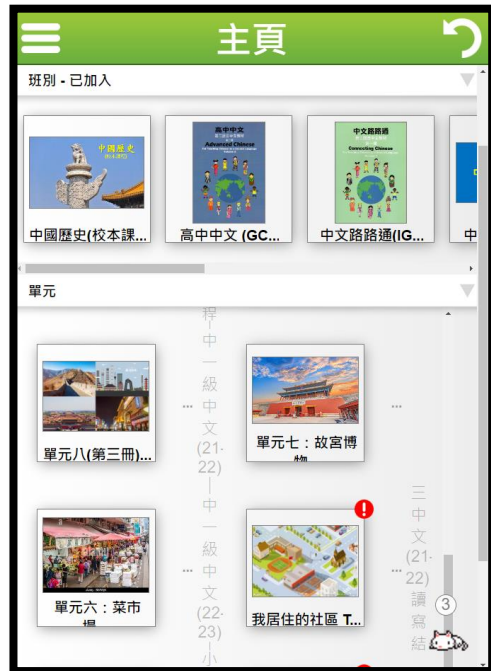 主頁
班別 - 已加入
中國歷史
高中中文
Advanced Chinese
中文路路通
Connecting Chinese
中國歷史(校本課...
高中中文 (GC...
中文路路通(IG...
中
單元
程
|
中
一
級
中
文
(21-
22)
|
中
一
級
中
文
(22-
23)
|
小
單元八(第三冊)...
...
單元七：故宮博
物
...
單元六：菜市
場
...
我居住的社區 T...
...
三
中
文
(21-
22)
讀
寫
結
3